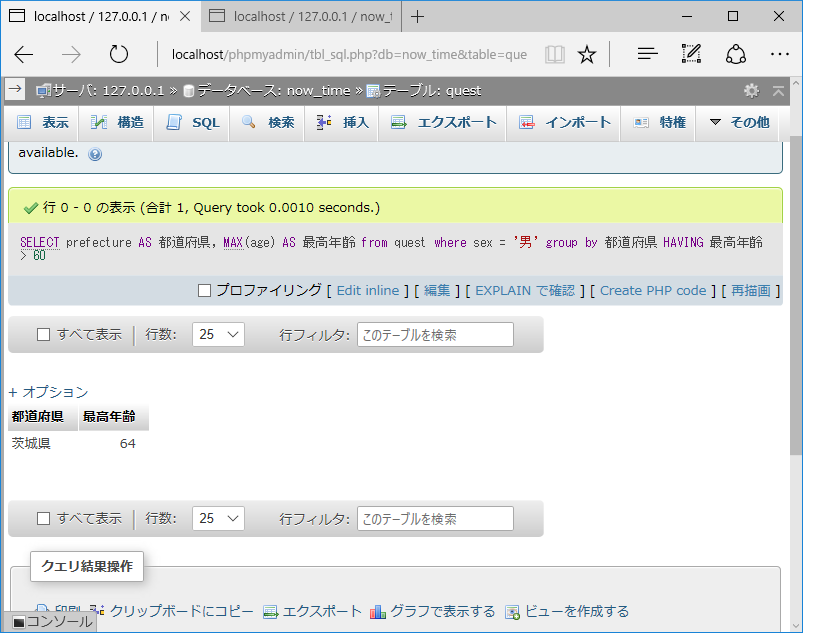 localhost / 127.0.0.1 / n
localhost / 127.0.0.1 / now_t
localhost/phpmyadmin/tbl_sql.php?db=now_time&table=que
サーバ: 127.0.0.1 » データベース: now_time » テーブル: quest
表示 構造 SQL 検索 挿入 エクスポート インポート 特権 その他
available.
行 0 - 0 の表示 (合計 1, Query took 0.0010 seconds.)
SELECT prefecture AS 都道府県, MAX(age) AS 最高年齢 from quest where sex = '男' group by 都道府県 HAVING 最高年齢
> 60
プロファイリング [ Edit inline ] [ 編集 ] [ EXPLAIN で確認 ] [ Create PHP code ] [ 再描画 ]
すべて表示 行数: 25 行フィルタ: このテーブルを検索
+ オプション
都道府県 最高年齢
茨城県 64
すべて表示 行数: 25 行フィルタ: このテーブルを検索
クエリ結果操作
印刷 クリップボードにコピー エクスポート グラフで表示する ビューを作成する
コンソール